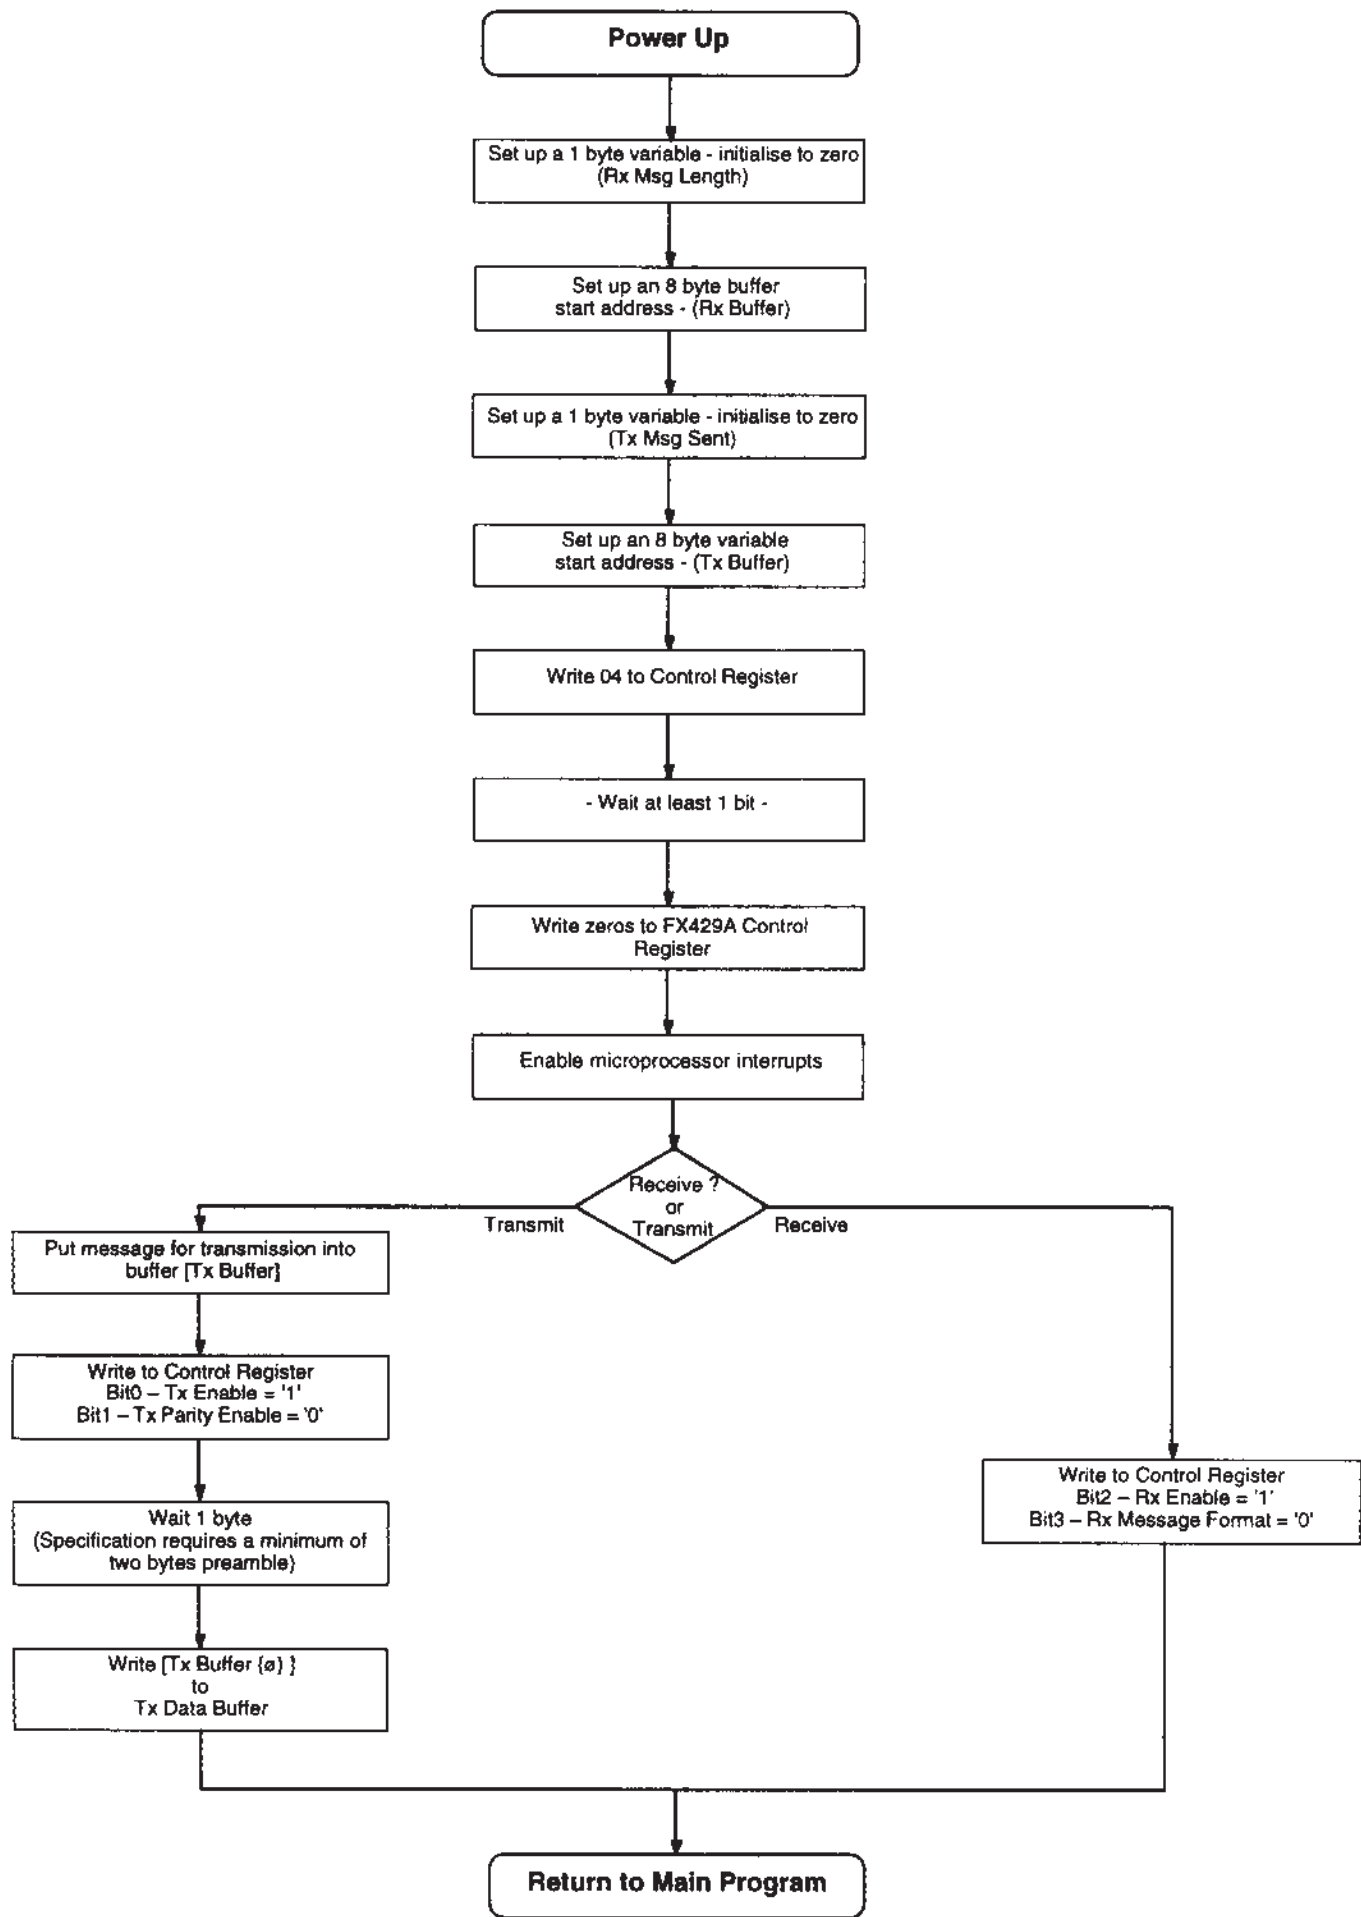 Power Up
Set up a 1 byte variable - initialise to zero
(Rx Msg Length)
Set up an 8 byte buffer
start address - (Rx Buffer)
Set up a 1 byte variable - initialise to zero
(Tx Msg Sent)
Set up an 8 byte variable
start address - (Tx Buffer)
Write 04 to Control Register
- Wait at least 1 bit -
Write zeros to FX429A Control
Register
Enable microprocessor interrupts
Receive ?
or
Transmit
Transmit
Receive
Put message for transmission into
buffer [Tx Buffer]
Write to Control Register
Bit0 – Tx Enable = '1'
Bit1 – Tx Parity Enable = '0'
Wait 1 byte
(Specification requires a minimum of
two bytes preamble)
Write [Tx Buffer (ø) ]
to
Tx Data Buffer
Write to Control Register
Bit2 – Rx Enable = '1'
Bit3 – Rx Message Format = '0'
Return to Main Program